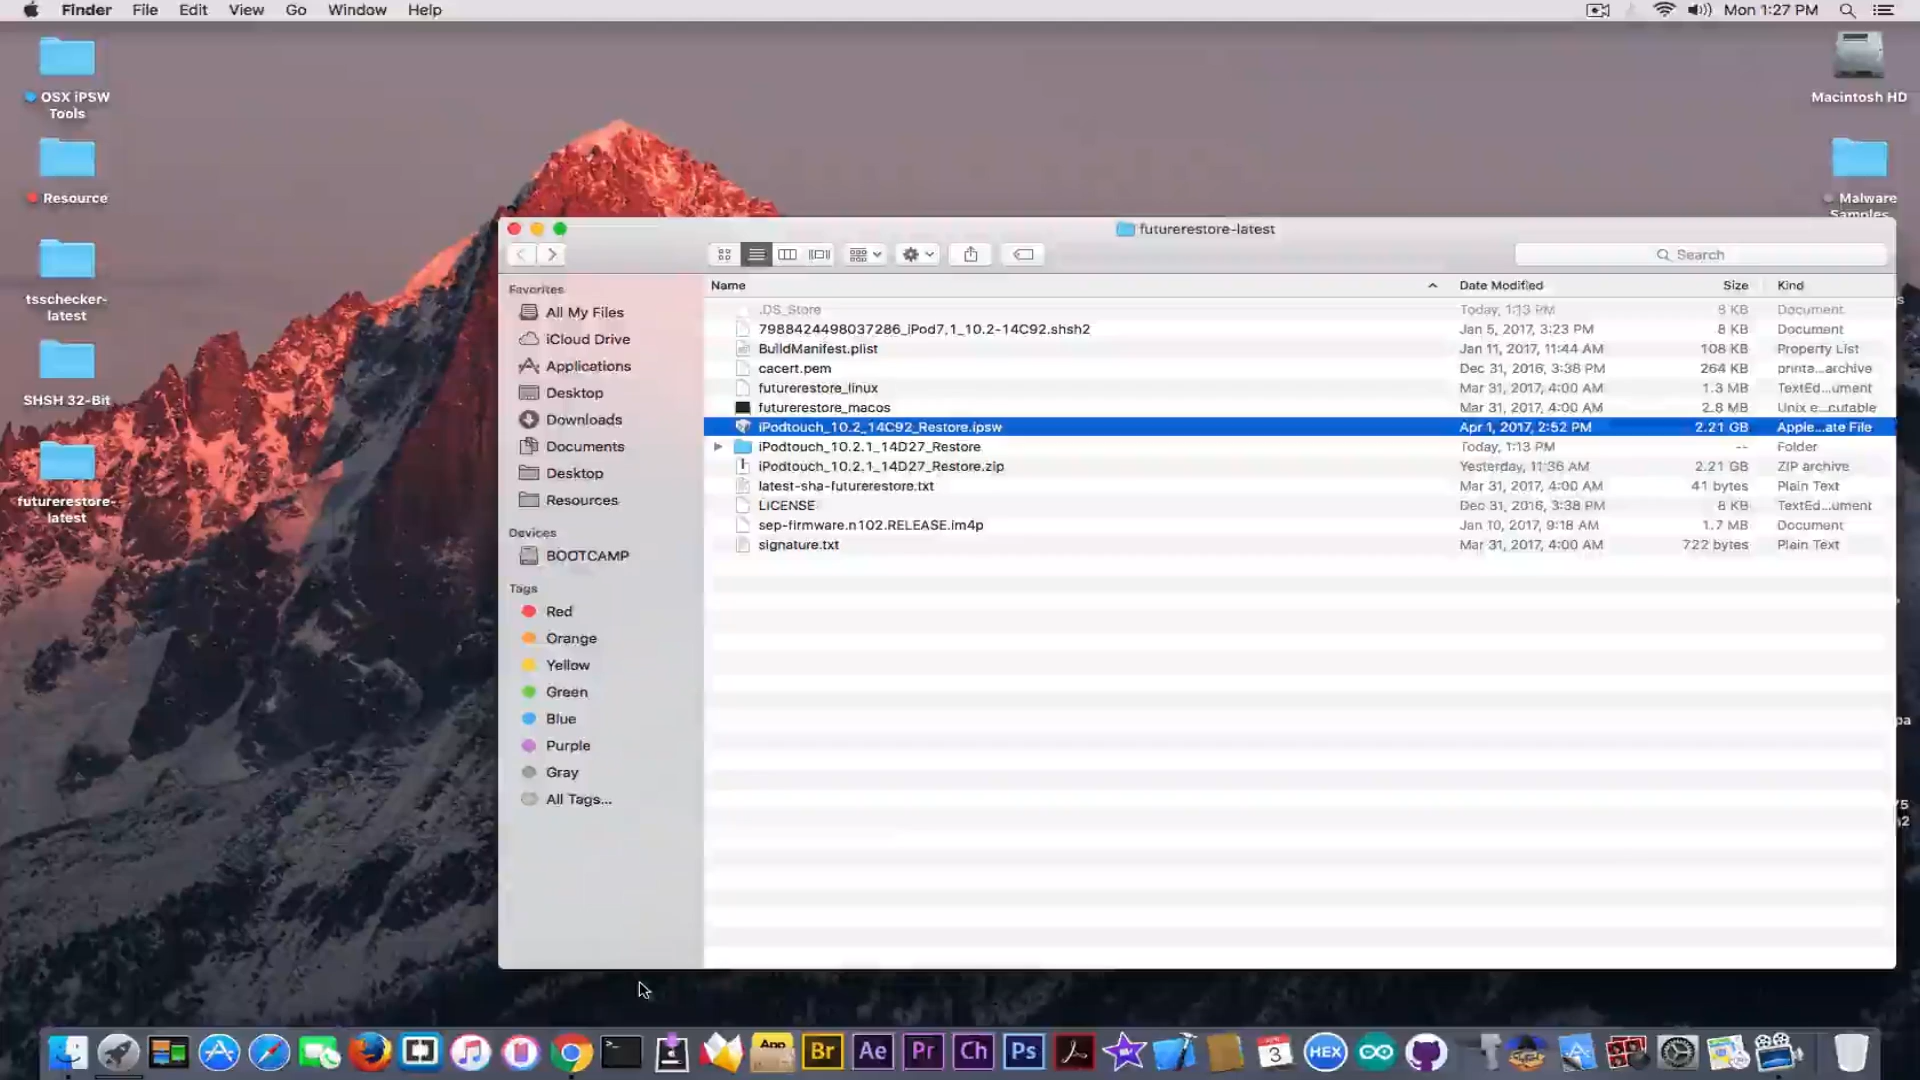 Finder File Edit View Go Window Help
Mon 1:27 PM
OSX iPSW
Tools
Resource
tsschecker-
latest
SHSH 32-Bit
futurerestore-
latest
Macintosh HD
Malware
Samples
futurerestore-latest
Search
Favorites
All My Files
iCloud Drive
Applications
Desktop
Downloads
Documents
Desktop
Resources
Devices
BOOTCAMP
Tags
Red
Orange
Yellow
Green
Blue
Purple
Gray
All Tags...
Name Date Modified Size Kind
.DS_Store Today, 1:13 PM 8 KB Document
7988424498037286_iPod7,1_10.2-14C92.shsh2 Jan 5, 2017, 3:23 PM 8 KB Document
BuildManifest.plist Jan 11, 2017, 11:44 AM 108 KB Property List
cacert.pem Dec 31, 2016, 3:38 PM 264 KB printa...archive
futurerestore_linux Mar 31, 2017, 4:00 AM 1.3 MB TextEd...ument
futurerestore_macos Mar 31, 2017, 4:00 AM 2.8 MB Unix e...cutable
iPodtouch_10.2_14C92_Restore.ipsw Apr 1, 2017, 2:52 PM 2.21 GB Apple...ate File
iPodtouch_10.2.1_14D27_Restore Today, 1:13 PM -- Folder
iPodtouch_10.2.1_14D27_Restore.zip Yesterday, 11:36 AM 2.21 GB ZIP archive
latest-sha-futurerestore.txt Mar 31, 2017, 4:00 AM 41 bytes Plain Text
LICENSE Dec 31, 2016, 3:38 PM 8 KB TextEd...ument
sep-firmware.n102.RELEASE.im4p Jan 10, 2017, 9:18 AM 1.7 MB Document
signature.txt Mar 31, 2017, 4:00 AM 722 bytes Plain Text
App Br Ae Pr Ch Ps 3 HEX